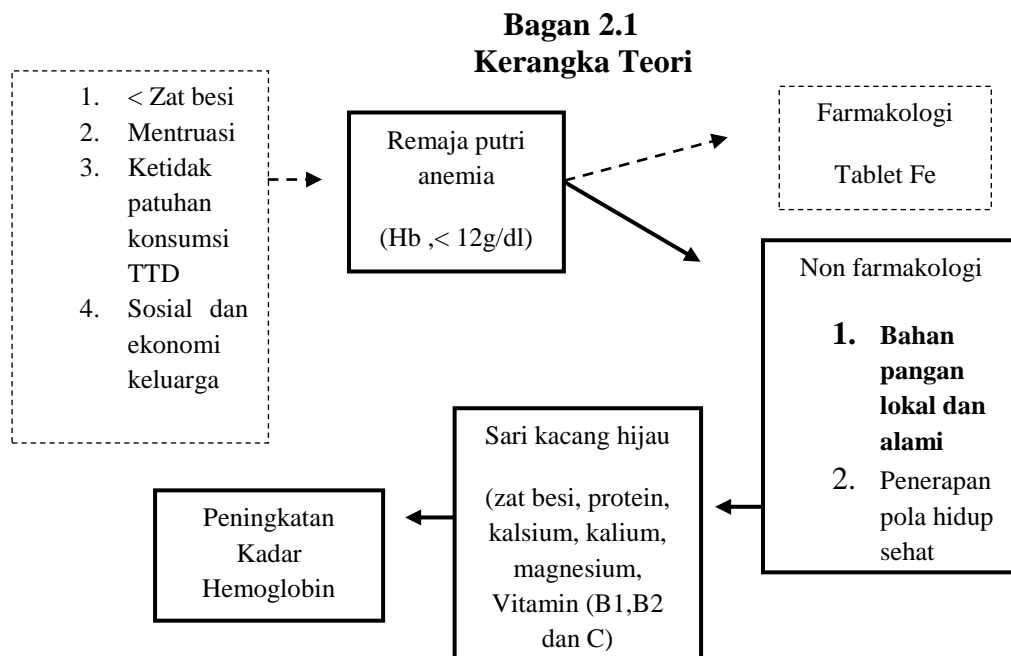 Bagan 2.1
Kerangka Teori
1. < Zat besi
2. Mentruasi
3. Ketidak
patuhan
konsumsi
TTD
4. Sosial dan
ekonomi
keluarga
Remaja putri
anemia
(Hb ,< 12g/dl)
Farmakologi
Tablet Fe
Non farmakologi
1. Bahan
pangan
lokal dan
alami
2. Penerapan
pola hidup
sehat
Sari kacang hijau
(zat besi, protein,
kalsium, kalium,
magnesium,
Vitamin (B1,B2
dan C)
Peningkatan
Kadar
Hemoglobin